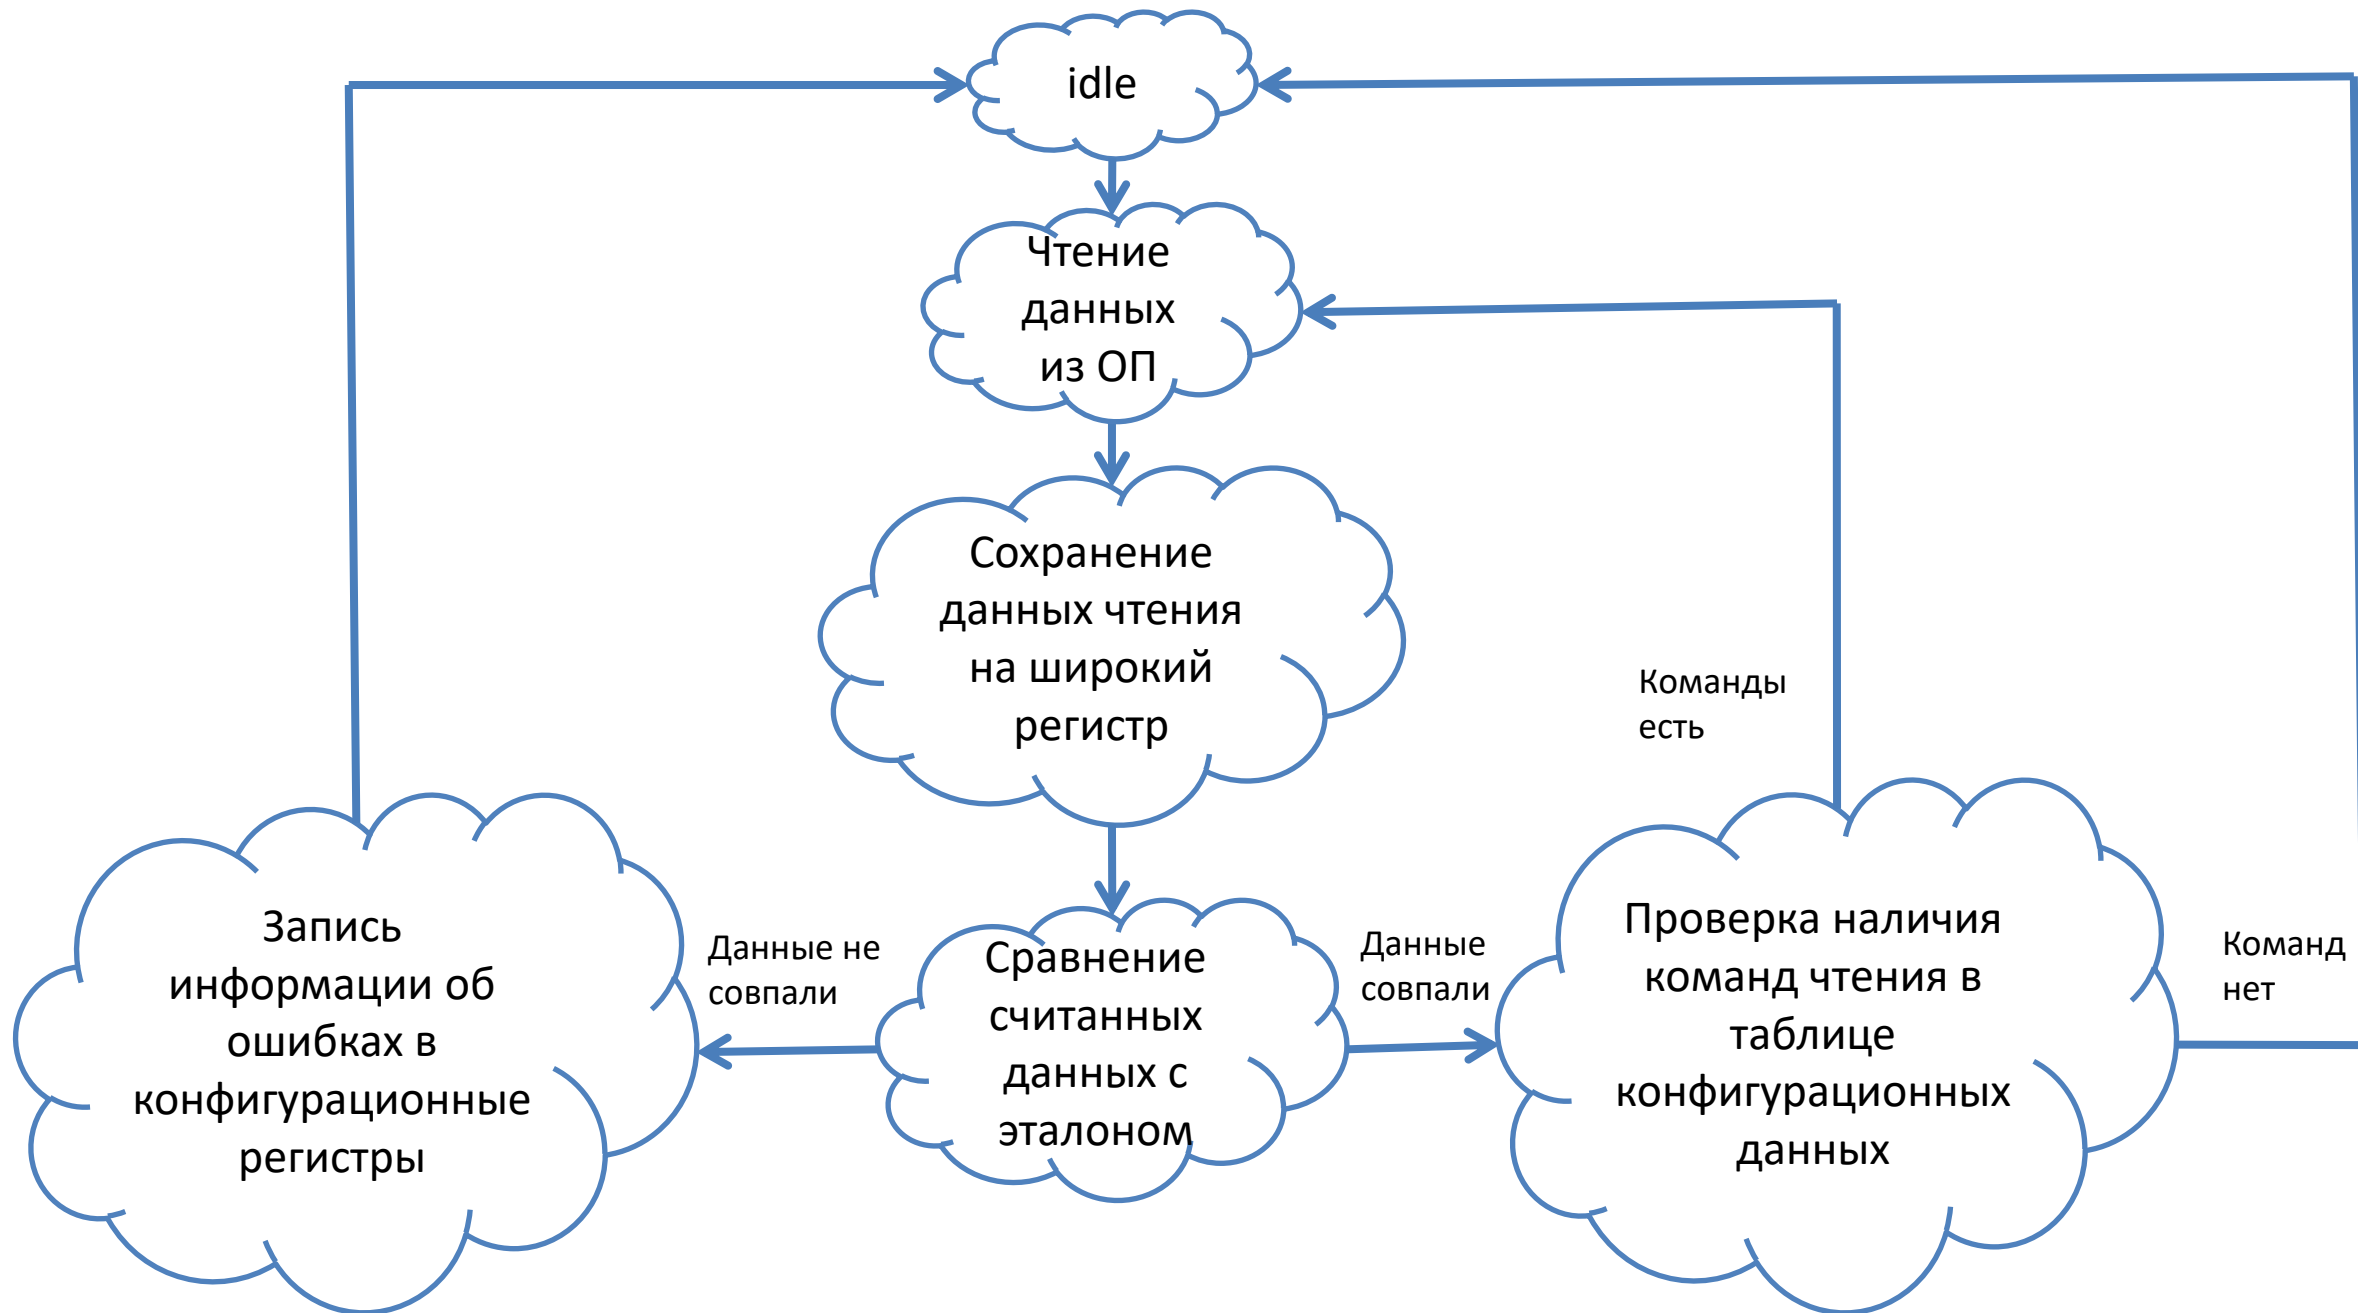 idle
Чтение
данных
из ОП
Сохранение
данных чтения
на широкий
регистр
Команды
есть
Запись
информации об
ошибках в
конфигурационные
регистры
Данные не
совпали
Сравнение
считанных
данных с
эталоном
Данные
совпали
Проверка наличия
команд чтения в
таблице
конфигурационных
данных
Команд
нет